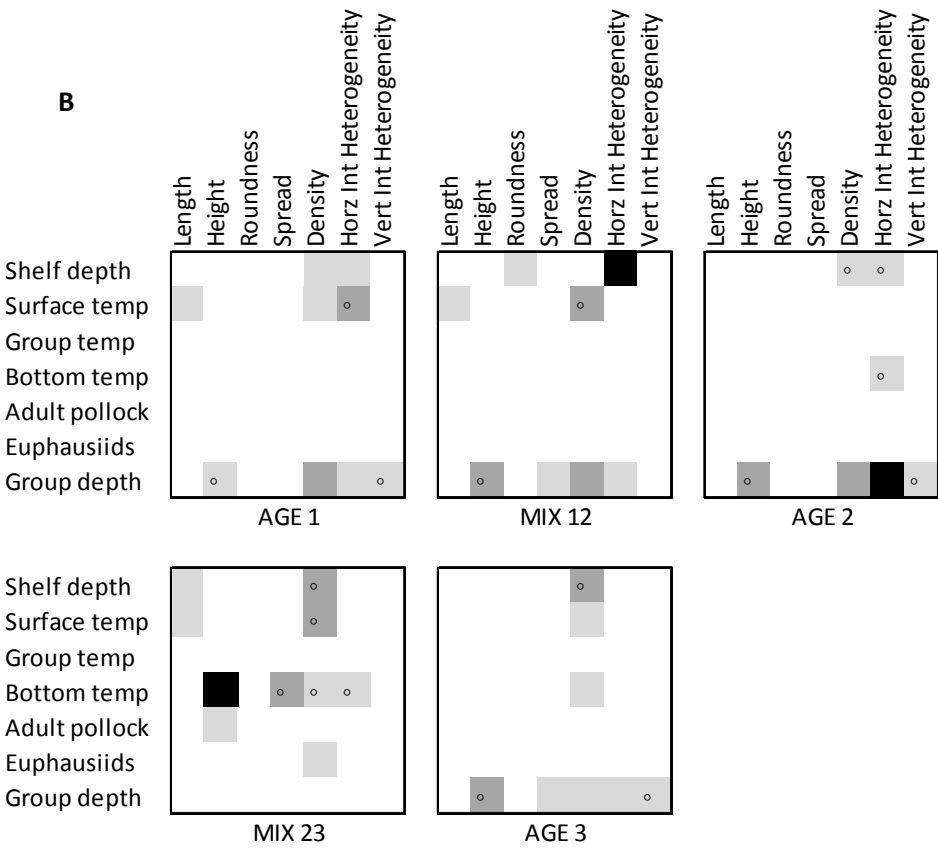 B
Length
Height
Roundness
Spread
Density
Horz Int Heterogeneity
Vert Int Heterogeneity
Length
Height
Roundness
Spread
Density
Horz Int Heterogeneity
Vert Int Heterogeneity
Length
Height
Roundness
Spread
Density
Horz Int Heterogeneity
Vert Int Heterogeneity
Shelf depth
Surface temp
Group temp
Bottom temp
Adult pollock
Euphausiids
Group depth
AGE 1
MIX 12
AGE 2
Shelf depth
Surface temp
Group temp
Bottom temp
Adult pollock
Euphausiids
Group depth
MIX 23
AGE 3